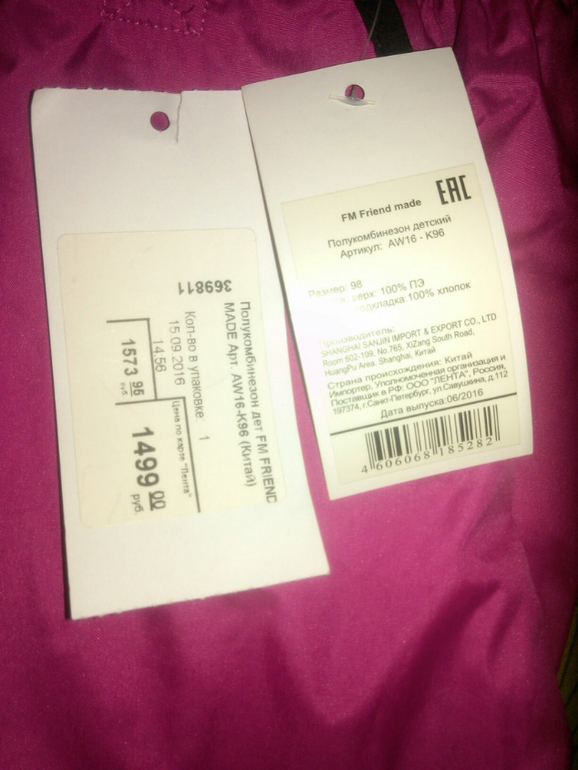 369811
Полукомбинезон дет FM FRIEND
MADE Арт. AW16-K96 (Китай)
Кол-во в упаковке 1
15.09.2016
14:56
Цена по карте "Лента"
1573 95
руб.
1499 00
руб.
EAC
FM Friend made
Полукомбинезон детский
Артикул: AW16 - K96
Размер: 98
верх: 100% ПЭ
подкладка:100% хлопок
Производитель:
SHANGHAI SANJIN IMPORT & EXPORT CO., LTD
Room 602-109, No.765, XiZang South Road,
HuangPu Area, Shanghai, Китай
Страна происхождения: Китай
Импортер, Уполномоченная организация и
Поставщик в РФ: ООО "ЛЕНТА", Россия,
197374, г.Санкт-Петербург, ул.Савушкина, д.112
Дата выпуска:06/2016
4 606068 185282